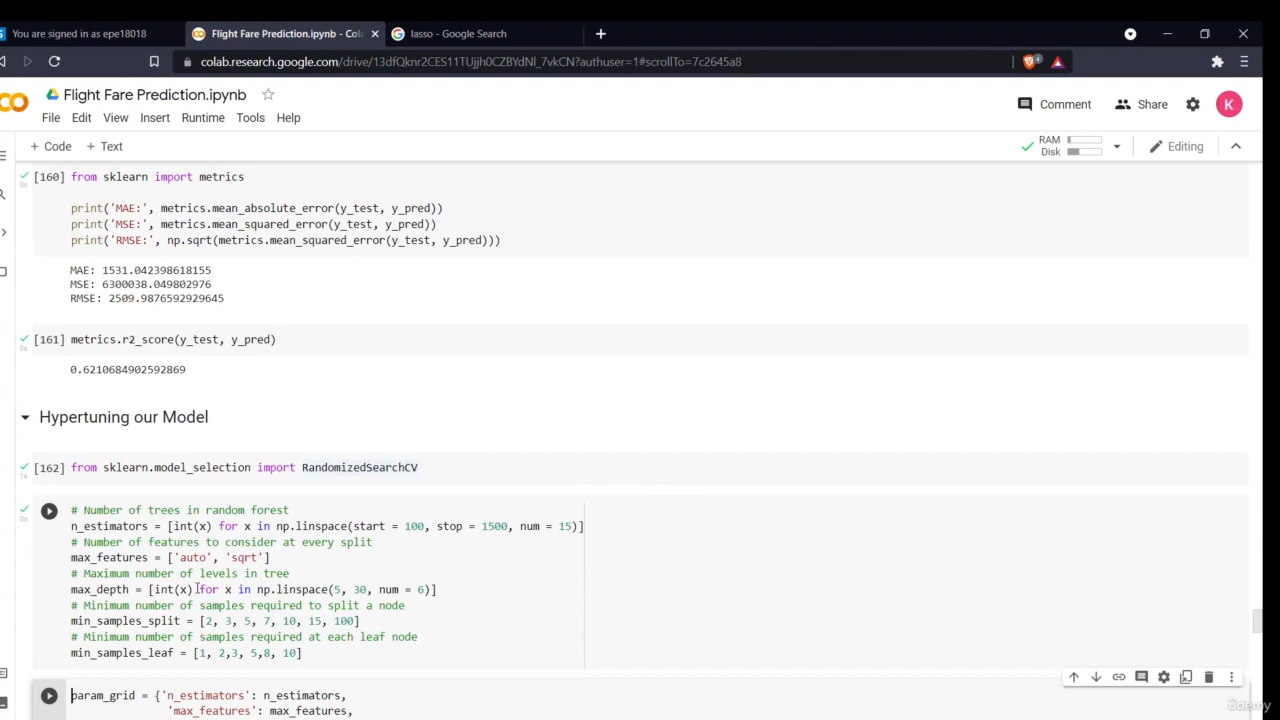 You are signed in as epe18018
Flight Fare Prediction.ipynb - Col
lasso - Google Search
colab.research.google.com/drive/13dfQknr2CES11TUjjh0CZBYdNl_7vkCN?authuser=1#scrollTo=7c2645a8
4
Flight Fare Prediction.ipynb
Comment
Share
K
File Edit View Insert Runtime Tools Help
+ Code + Text
RAM
Disk
Editing
[160] from sklearn import metrics
0s
print('MAE:', metrics.mean_absolute_error(y_test, y_pred))
print('MSE:', metrics.mean_squared_error(y_test, y_pred))
print('RMSE:', np.sqrt(metrics.mean_squared_error(y_test, y_pred)))
MAE: 1531.042398618155
MSE: 6300038.049802976
RMSE: 2509.9876592929645
[161] metrics.r2_score(y_test, y_pred)
0s
0.6210684902592869
Hypertuning our Model
[162] from sklearn.model_selection import RandomizedSearchCV
1s
# Number of trees in random forest
0s
n_estimators = [int(x) for x in np.linspace(start = 100, stop = 1500, num = 15)]
# Number of features to consider at every split
max_features = ['auto', 'sqrt']
# Maximum number of levels in tree
max_depth = [int(x) for x in np.linspace(5, 30, num = 6)]
# Minimum number of samples required to split a node
min_samples_split = [2, 3, 5, 7, 10, 15, 100]
# Minimum number of samples required at each leaf node
min_samples_leaf = [1, 2,3, 5,8, 10]
param_grid = {'n_estimators': n_estimators,
'max_features': max_features,
ûdemy